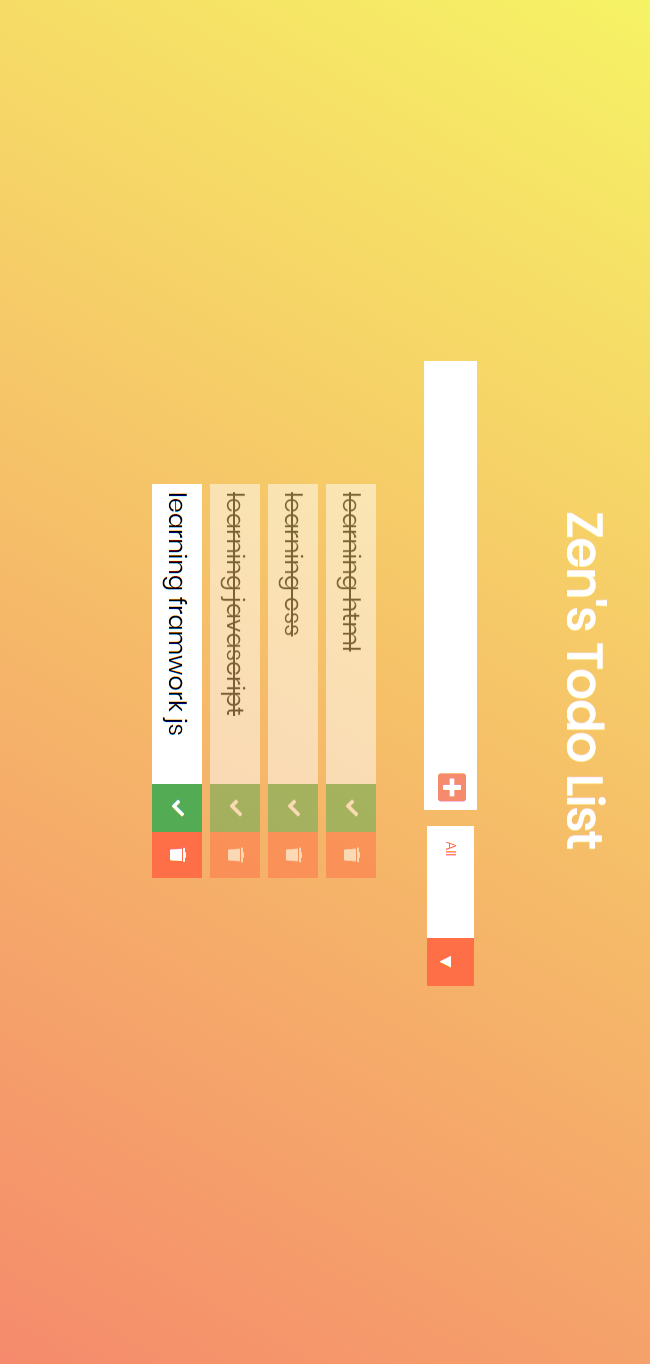 Zen's Todo List
All
learning html
learning css
learning javascript
learning framwork js